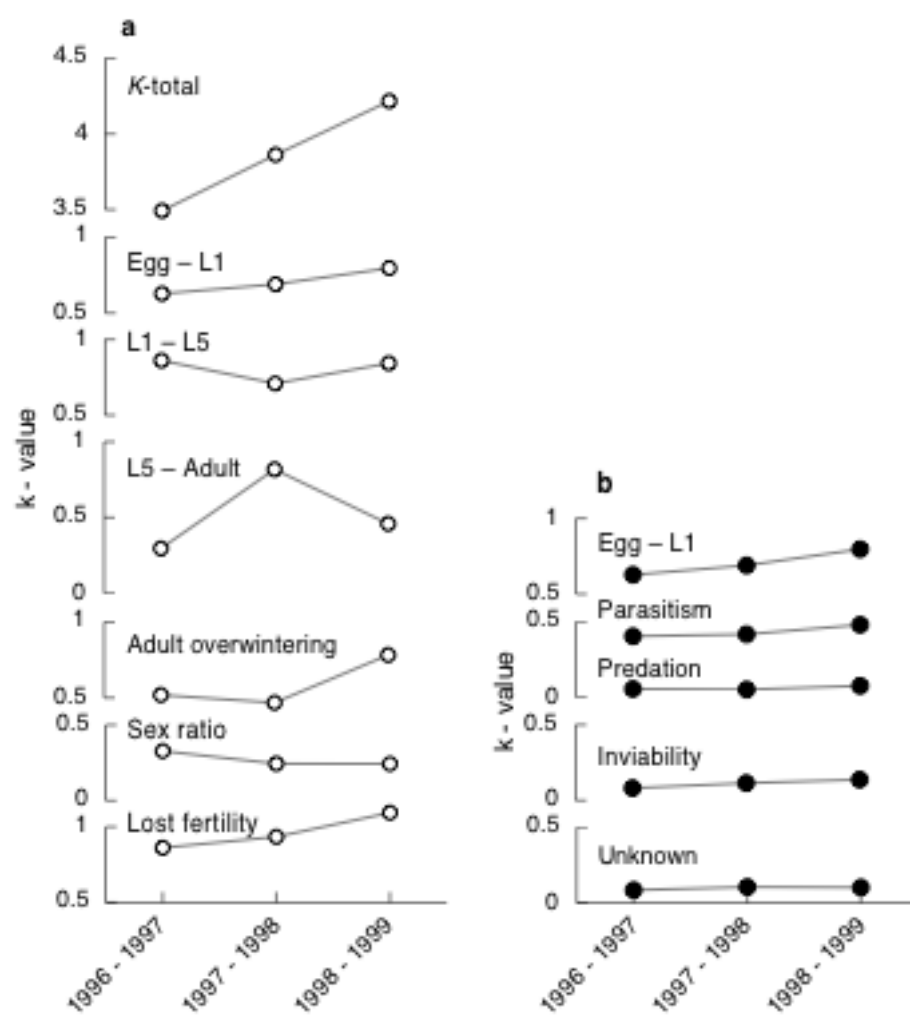 a
4.5
K-total
4
3.5
1
Egg – L1
0.5
1
L1 – L5
0.5
1
L5 – Adult
0.5
0
1
Adult overwintering
0.5
0.5
Sex ratio
0
1
Lost fertility
0.5
k - value
1996 - 1997
1997 - 1998
1998 - 1999
b
1
Egg – L1
0.5
Parasitism
0.5
Predation
0
0.5
Inviability
0
0.5
Unknown
0
k - value
1996 - 1997
1997 - 1998
1998 - 1999